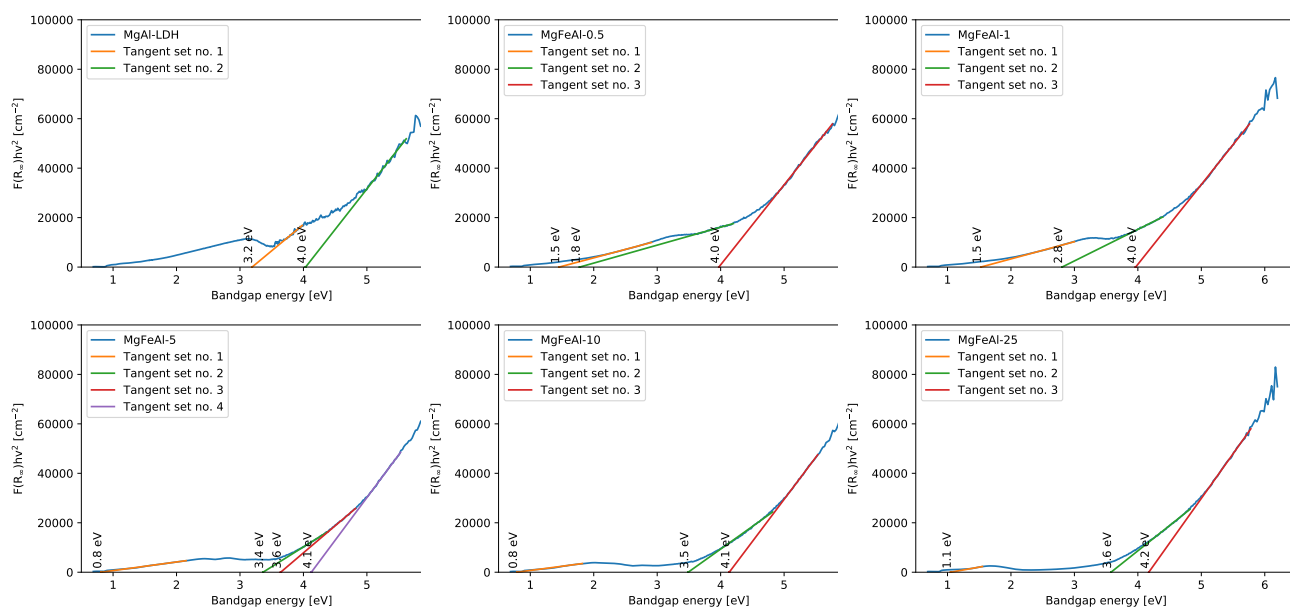 100000
80000
60000
40000
20000
0
F(R∞)hv² [cm⁻²]
MgAl-LDH
Tangent set no. 1
Tangent set no. 2
3.2 eV
4.0 eV
1 2 3 4 5
Bandgap energy [eV]
100000
80000
60000
40000
20000
0
F(R∞)hv² [cm⁻²]
MgFeAl-0.5
Tangent set no. 1
Tangent set no. 2
Tangent set no. 3
1.5 eV
1.8 eV
4.0 eV
1 2 3 4 5
Bandgap energy [eV]
100000
80000
60000
40000
20000
0
F(R∞)hv² [cm⁻²]
MgFeAl-1
Tangent set no. 1
Tangent set no. 2
Tangent set no. 3
1.5 eV
2.8 eV
4.0 eV
1 2 3 4 5 6
Bandgap energy [eV]
100000
80000
60000
40000
20000
0
F(R∞)hv² [cm⁻²]
MgFeAl-5
Tangent set no. 1
Tangent set no. 2
Tangent set no. 3
Tangent set no. 4
0.8 eV
3.4 eV
3.6 eV
4.1 eV
1 2 3 4 5
Bandgap energy [eV]
100000
80000
60000
40000
20000
0
F(R∞)hv² [cm⁻²]
MgFeAl-10
Tangent set no. 1
Tangent set no. 2
Tangent set no. 3
0.8 eV
3.5 eV
4.1 eV
1 2 3 4 5
Bandgap energy [eV]
100000
80000
60000
40000
20000
0
F(R∞)hv² [cm⁻²]
MgFeAl-25
Tangent set no. 1
Tangent set no. 2
Tangent set no. 3
1.1 eV
3.6 eV
4.2 eV
1 2 3 4 5 6
Bandgap energy [eV]